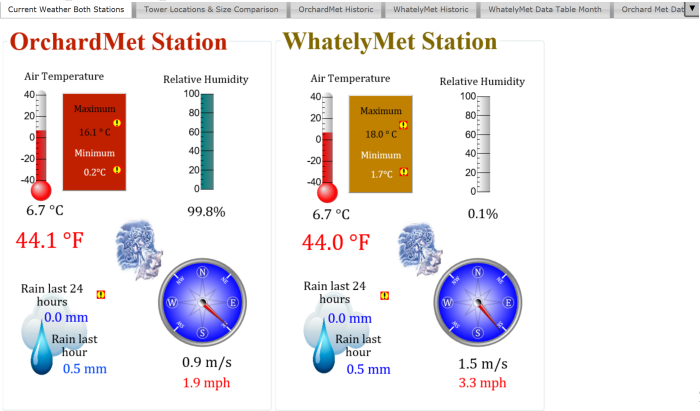 Current Weather Both Stations
Tower Locations & Size Comparison
OrchardMet Historic
WhatelyMet Historic
WhatelyMet Data Table Month
Orchard Met Dat
OrchardMet Station
Air Temperature
Relative Humidity
40
20
0
-20
-40
Maximum
16.1 ° C
Minimum
0.2°C
100
80
60
40
20
0
6.7 °C
99.8%
44.1 °F
Rain last 24
hours
0.0 mm
Rain last
hour
0.5 mm
N
E
S
W
NW
0.9 m/s
1.9 mph
WhatelyMet Station
Air Temperature
Relative Humidity
40
20
0
-20
-40
Maximum
18.0 ° C
Minimum
1.7°C
100
80
60
40
20
0
6.7 °C
0.1%
44.0 °F
Rain last 24
hours
0.0 mm
Rain last
hour
0.5 mm
N
E
S
W
NW
1.5 m/s
3.3 mph